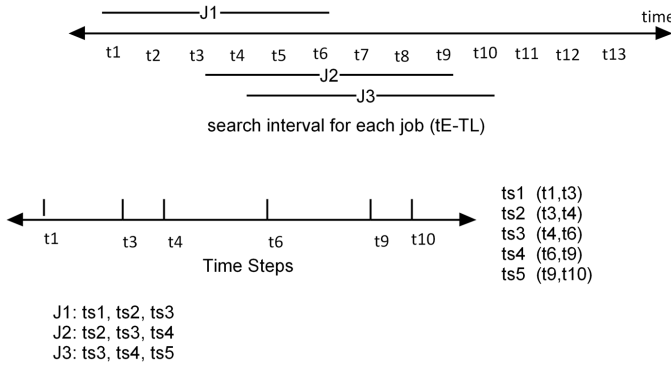 J1
time
t1 t2 t3 t4 t5 t6 t7 t8 t9 t10 t11 t12 t13
J2
J3
search interval for each job (tE-TL)
ts1 (t1,t3)
ts2 (t3,t4)
ts3 (t4,t6)
ts4 (t6,t9)
ts5 (t9,t10)
t1 t3 t4 t6 t9 t10
Time Steps
J1: ts1, ts2, ts3
J2: ts2, ts3, ts4
J3: ts3, ts4, ts5